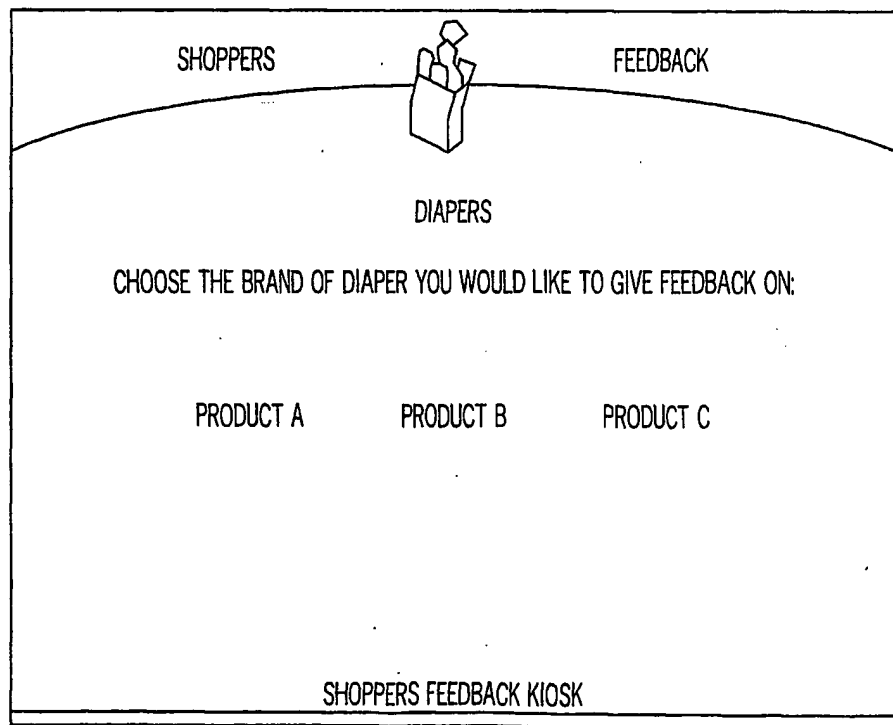 SHOPPERS FEEDBACK
DIAPERS
CHOOSE THE BRAND OF DIAPER YOU WOULD LIKE TO GIVE FEEDBACK ON:
PRODUCT A PRODUCT B PRODUCT C
SHOPPERS FEEDBACK KIOSK